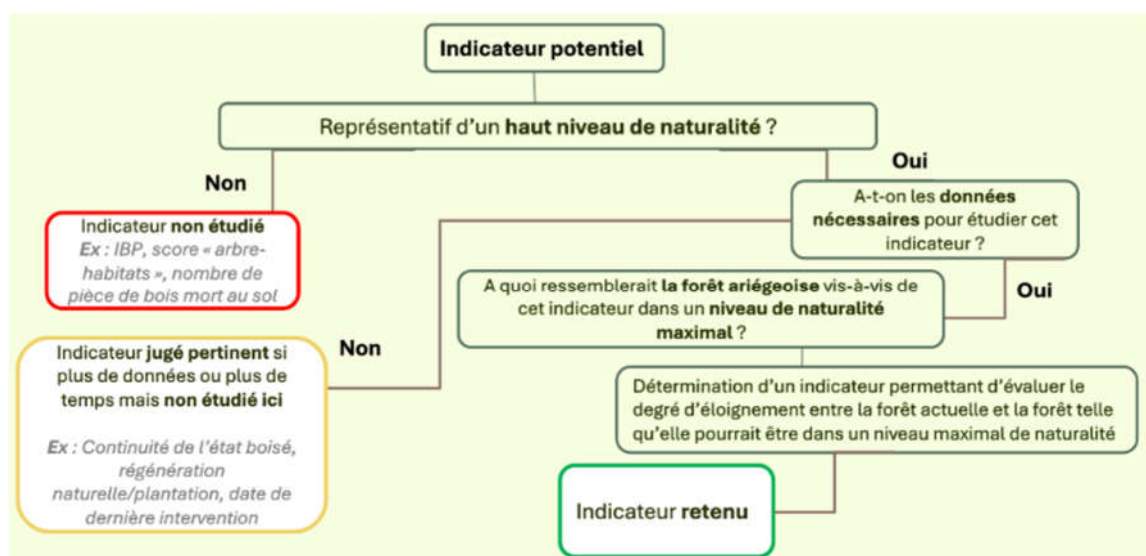 Indicateur potentiel
Représentatif d'un haut niveau de naturalité ?
Non
Oui
Indicateur non étudié
Ex : IBP, score « arbre-
habitats », nombre de
pièce de bois mort au sol
A-t-on les données
nécessaires pour étudier cet
indicateur ?
Non
Oui
A quoi ressemblerait la forêt ariégeoise vis-à-vis de
cet indicateur dans un niveau de naturalité
maximal ?
Indicateur jugé pertinent si
plus de données ou plus de
temps mais non étudié ici
Ex : Continuité de l'état boisé,
régénération
naturelle/plantation, date de
dernière intervention
Détermination d'un indicateur permettant d'évaluer le
degré d'éloignement entre la forêt actuelle et la forêt telle
qu'elle pourrait être dans un niveau maximal de naturalité
Indicateur retenu